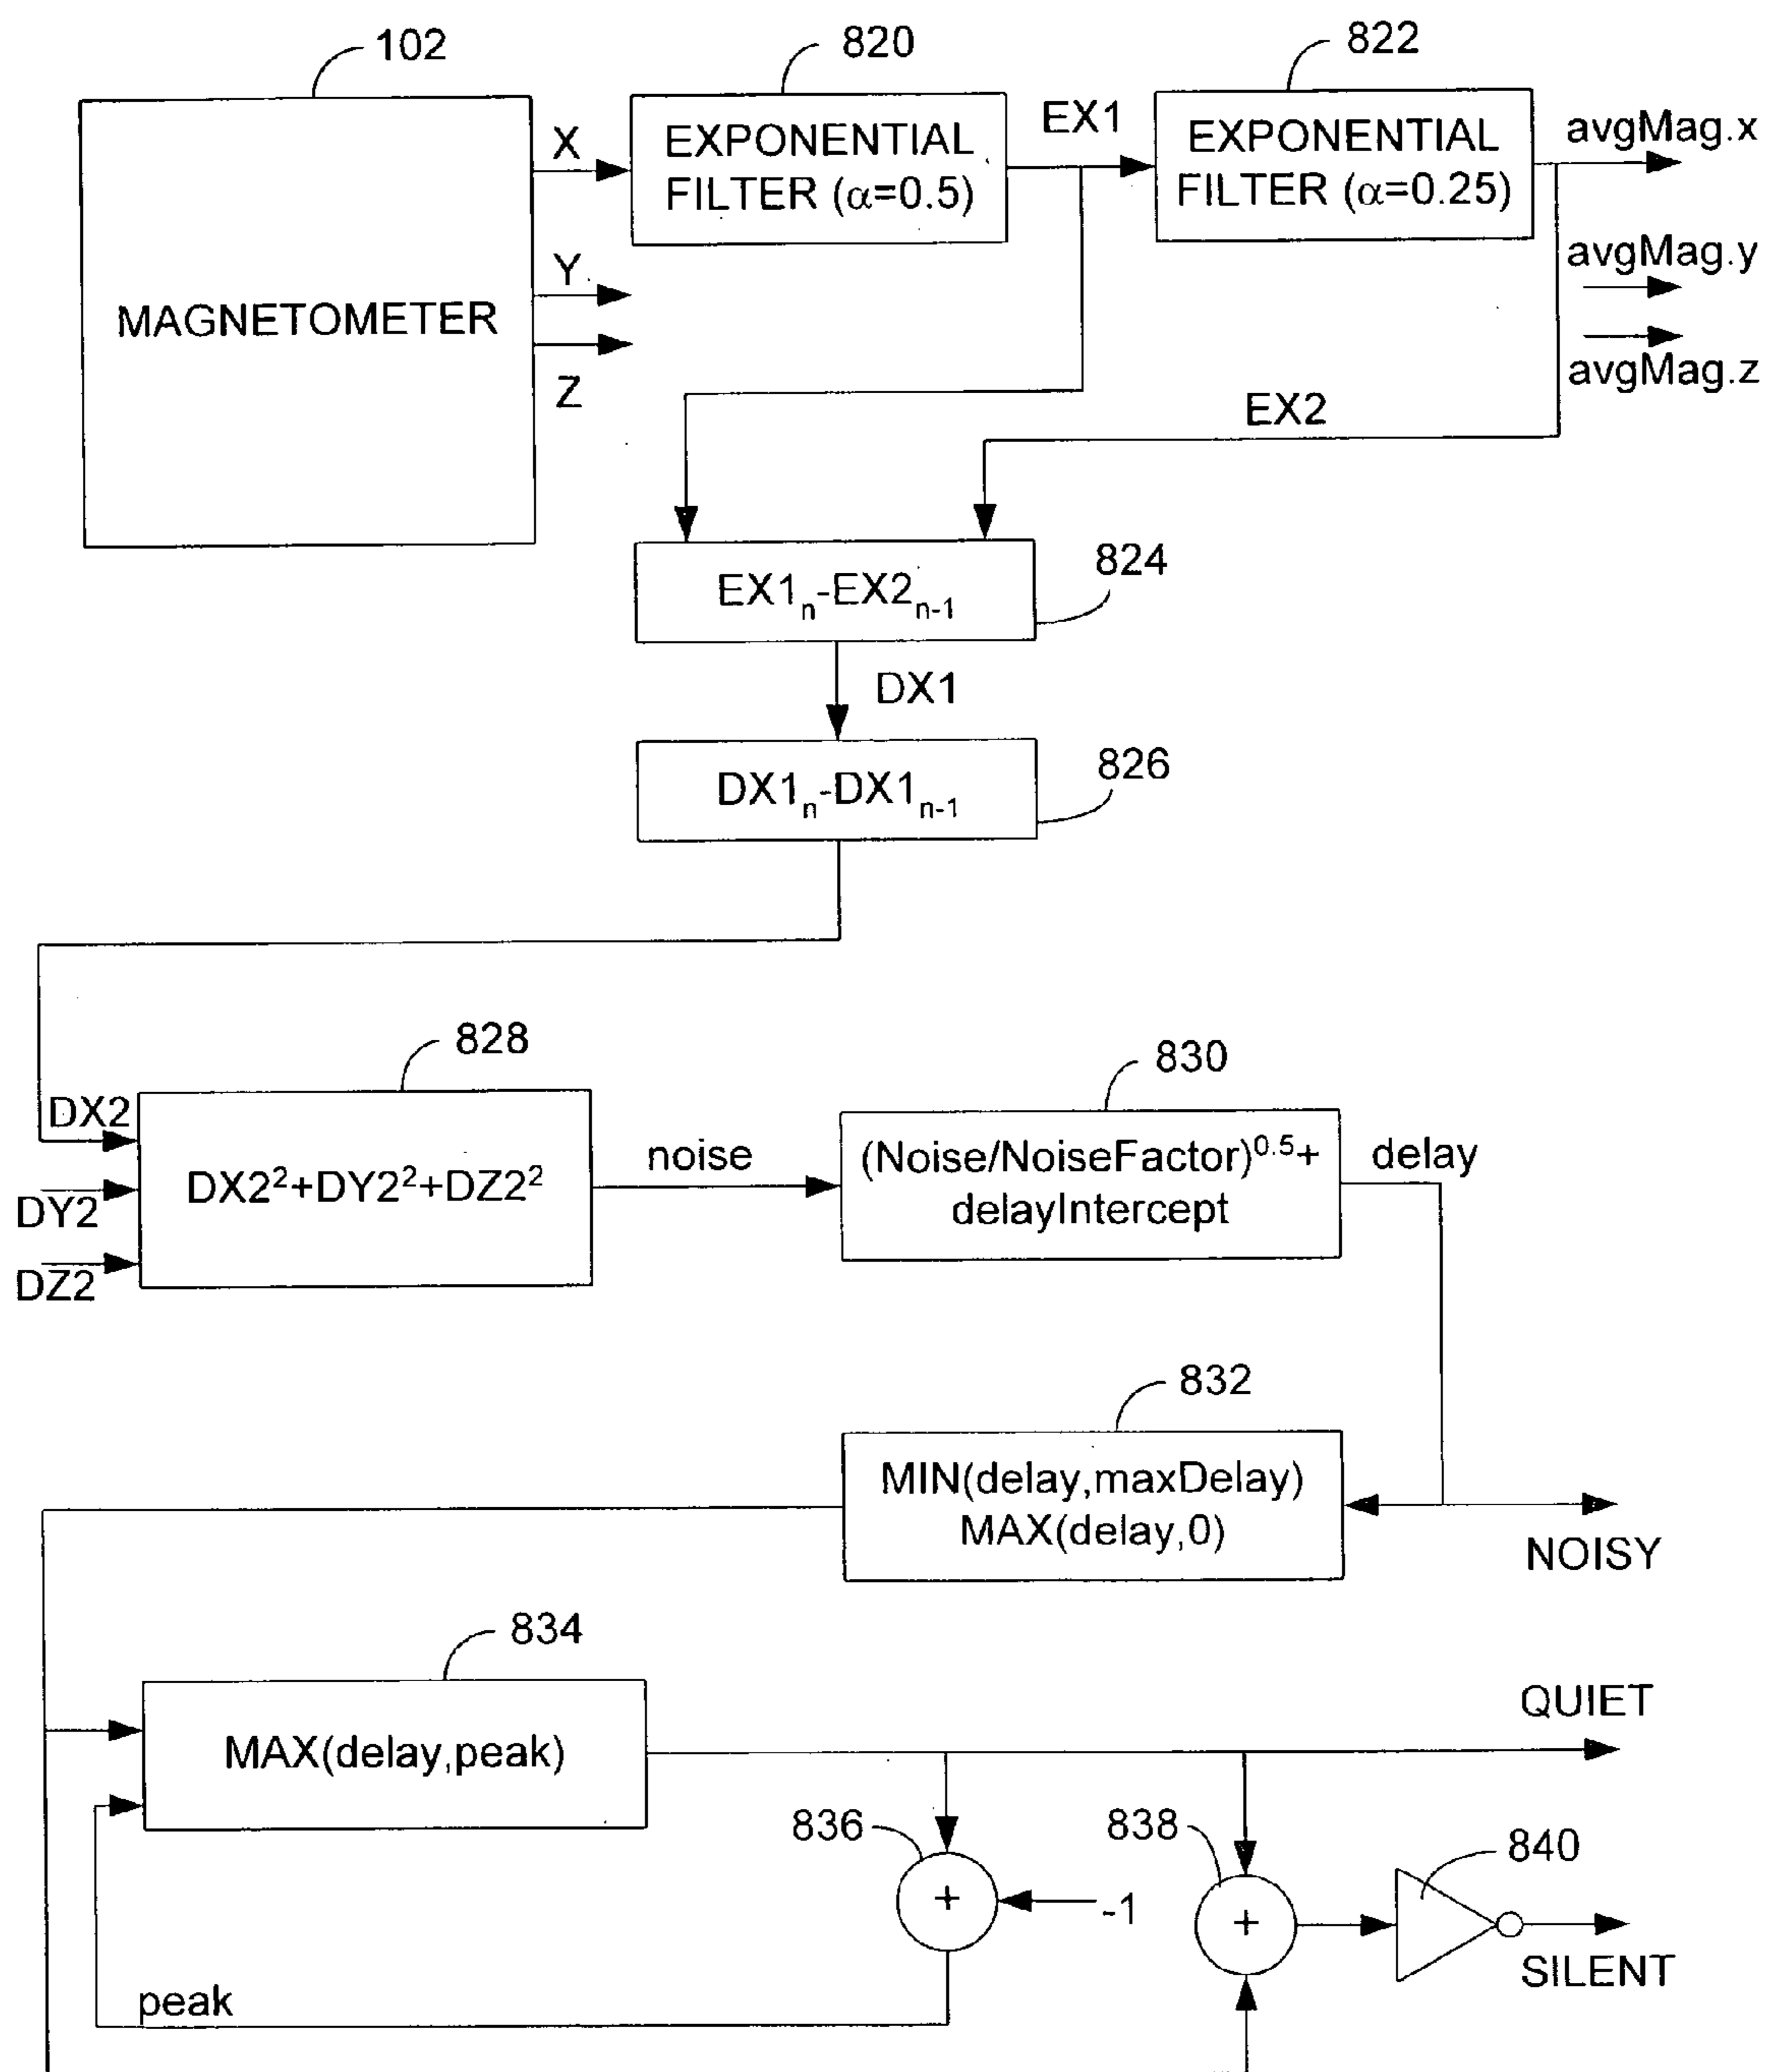 102
820
822
MAGNETOMETER
X
Y
Z
EXPONENTIAL
FILTER (α=0.5)
EX1
EXPONENTIAL
FILTER (α=0.25)
avgMag.x
avgMag.y
avgMag.z
EX2
EX1n-EX2n-1
824
DX1
DX1n-DX1n-1
826
828
830
DX2
DY2
DZ2
DX2²+DY2²+DZ2²
noise
(Noise/NoiseFactor)^0.5+
delayIntercept
delay
832
MIN(delay,maxDelay)
MAX(delay,0)
NOISY
834
MAX(delay,peak)
QUIET
836
+
-1
838
+
840
SILENT
peak